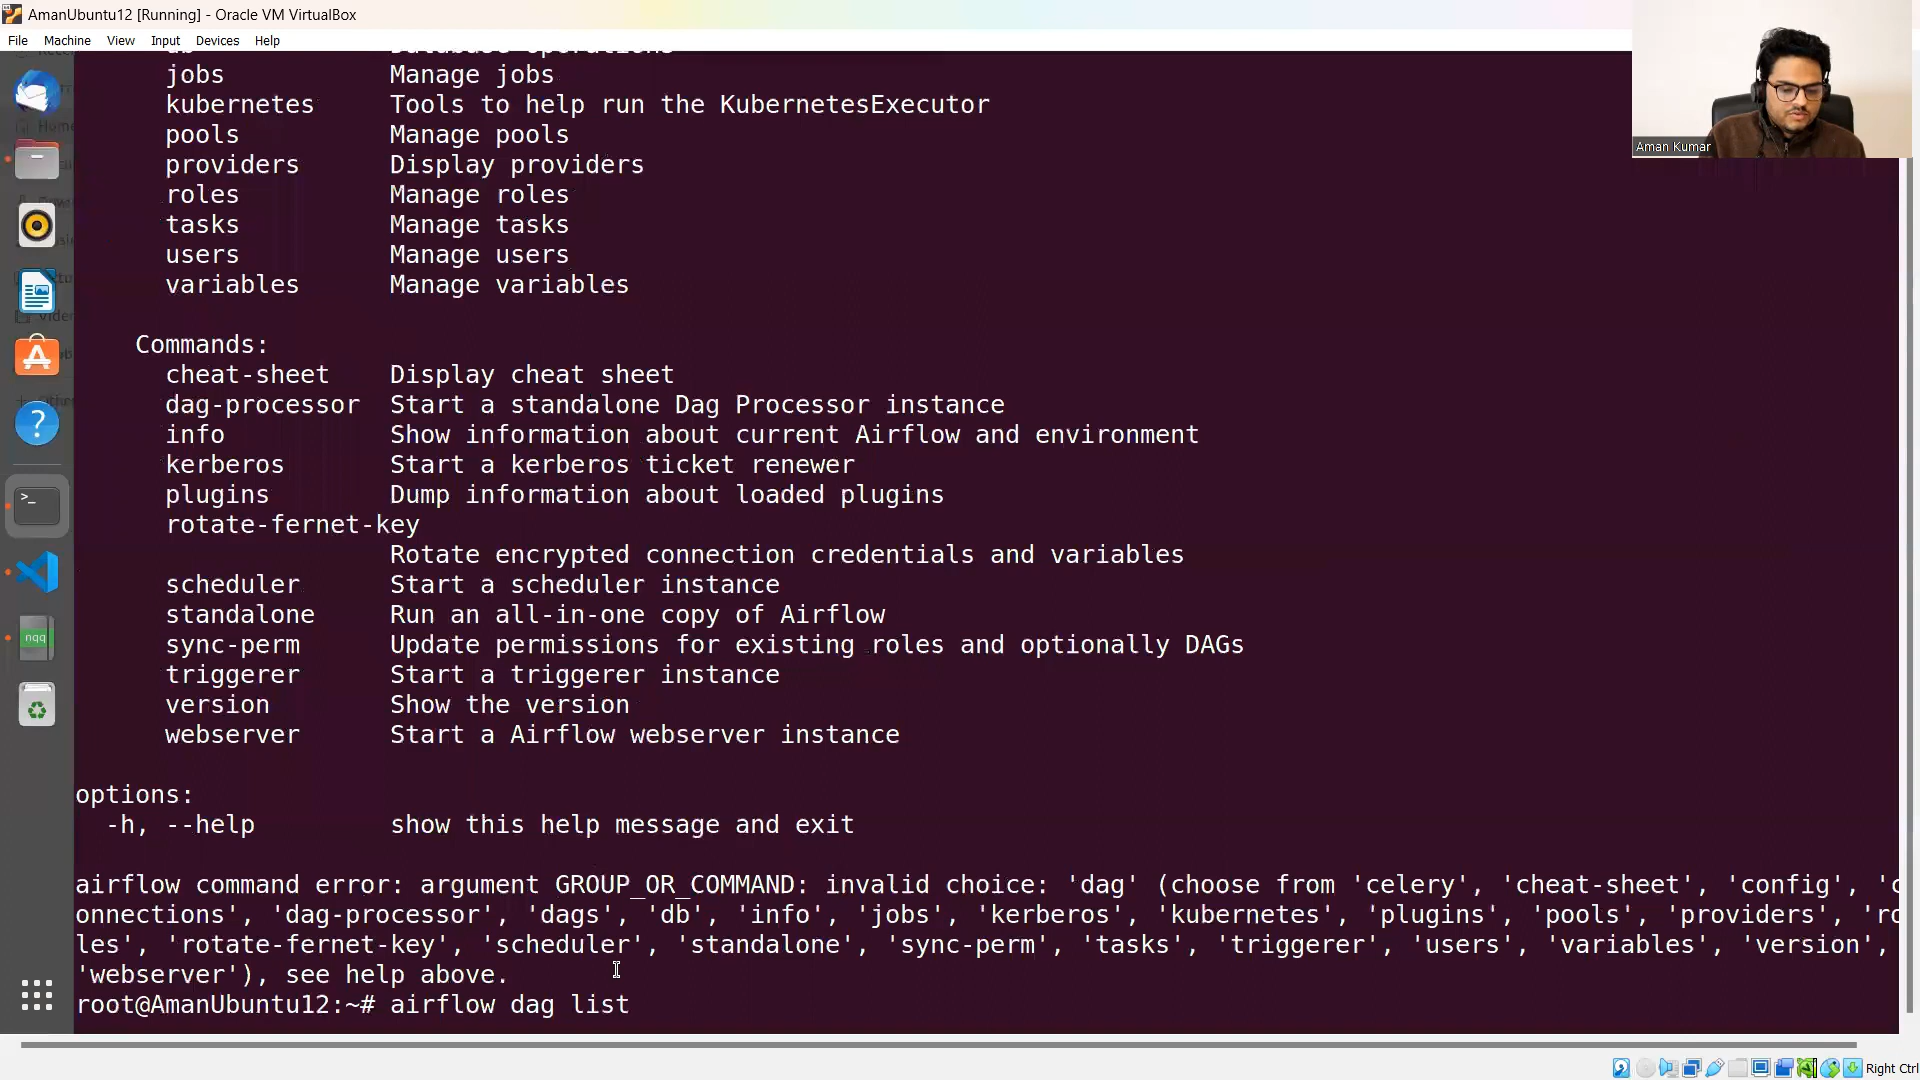 AmanUbuntu12 [Running] - Oracle VM VirtualBox
File Machine View Input Devices Help
Aman Kumar
db Database operations
jobs Manage jobs
kubernetes Tools to help run the KubernetesExecutor
pools Manage pools
providers Display providers
roles Manage roles
tasks Manage tasks
users Manage users
variables Manage variables
Commands:
cheat-sheet Display cheat sheet
dag-processor Start a standalone Dag Processor instance
info Show information about current Airflow and environment
kerberos Start a kerberos ticket renewer
plugins Dump information about loaded plugins
rotate-fernet-key
Rotate encrypted connection credentials and variables
scheduler Start a scheduler instance
standalone Run an all-in-one copy of Airflow
sync-perm Update permissions for existing roles and optionally DAGs
triggerer Start a triggerer instance
version Show the version
webserver Start a Airflow webserver instance
options:
-h, --help show this help message and exit
airflow command error: argument GROUP_OR_COMMAND: invalid choice: 'dag' (choose from 'celery', 'cheat-sheet', 'config', 'c
onnections', 'dag-processor', 'dags', 'db', 'info', 'jobs', 'kerberos', 'kubernetes', 'plugins', 'pools', 'providers', 'ro
les', 'rotate-fernet-key', 'scheduler', 'standalone', 'sync-perm', 'tasks', 'triggerer', 'users', 'variables', 'version',
'webserver'), see help above.
root@AmanUbuntu12:~# airflow dag list
nqq
Right Ctrl